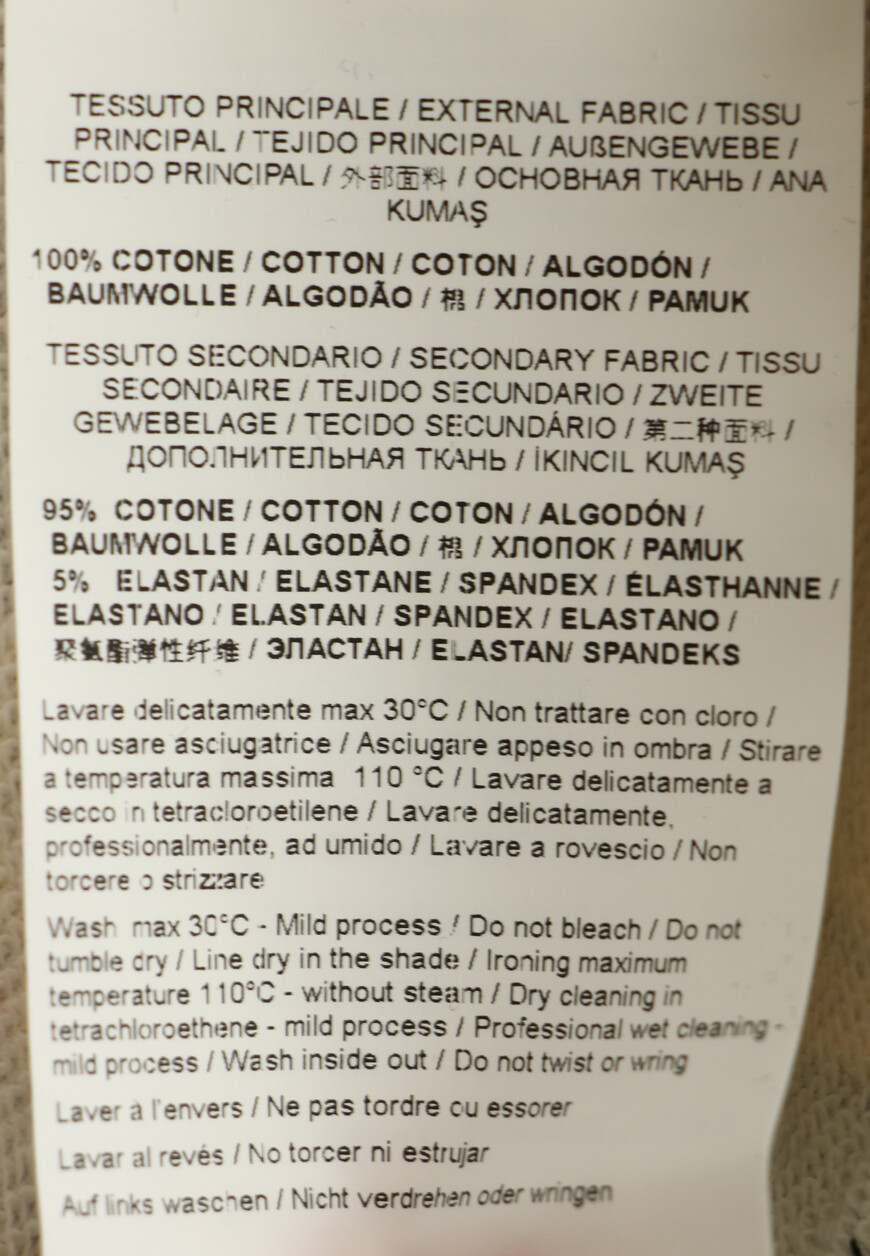 TESSUTO PRINCIPALE / EXTERNAL FABRIC / TISSU
PRINCIPAL / TEJIDO PRINCIPAL / AUßENGEWEBE /
TECIDO PRINCIPAL / 外部面料 / ОСНОВНАЯ ТКАНЬ / ANA
KUMAŞ
100% COTONE / COTTON / COTON / ALGODÓN /
BAUMWOLLE / ALGODÃO / 棉 / ХЛОПОК / PAMUK
TESSUTO SECONDARIO / SECONDARY FABRIC / TISSU
SECONDAIRE / TEJIDO SECUNDARIO / ZWEITE
GEWEBELAGE / TECIDO SECUNDÁRIO / 第二种面料 /
ДОПОЛНИТЕЛЬНАЯ ТКАНЬ / İKINCIL KUMAŞ
95% COTONE / COTTON / COTON / ALGODÓN /
BAUMWOLLE / ALGODÃO / 棉 / ХЛОПОК / PAMUK
5% ELASTAN / ELASTANE / SPANDEX / ÉLASTHANNE /
ELASTANO / ELASTAN / SPANDEX / ELASTANO /
聚氨酯弹性纤维 / ЭЛАСТАН / ELASTAN/ SPANDEKS
Lavare delicatamente max 30°C / Non trattare con cloro /
Non usare asciugatrice / Asciugare appeso in ombra / Stirare
a temperatura massima 110 °C / Lavare delicatamente a
secco in tetracloroetilene / Lavare delicatamente,
professionalmente, ad umido / Lavare a rovescio / Non
torcere o strizzare
Wash max 30°C - Mild process / Do not bleach / Do not
tumble dry / Line dry in the shade / Ironing maximum
temperature 110°C - without steam / Dry cleaning in
tetrachloroethene - mild process / Professional wet cleaning -
mild process / Wash inside out / Do not twist or wring
Laver à l'envers / Ne pas tordre ou essorer
Lavar al revés / No torcer ni estrujar
Auf links waschen / Nicht verdrehen oder wringen